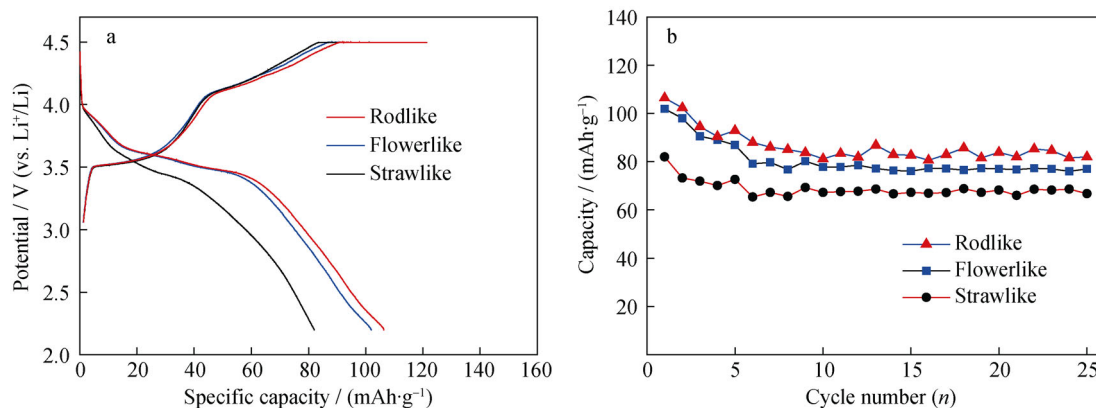 a
4.5
4.0
3.5
3.0
2.5
2.0
Potential / V (vs. Li⁺/Li)
Rodlike
Flowerlike
Strawlike
0 20 40 60 80 100 120 140 160
Specific capacity / (mAh·g⁻¹)
b
140
120
100
80
60
40
20
Capacity / (mAh·g⁻¹)
Rodlike
Flowerlike
Strawlike
0 5 10 15 20 25
Cycle number (n)